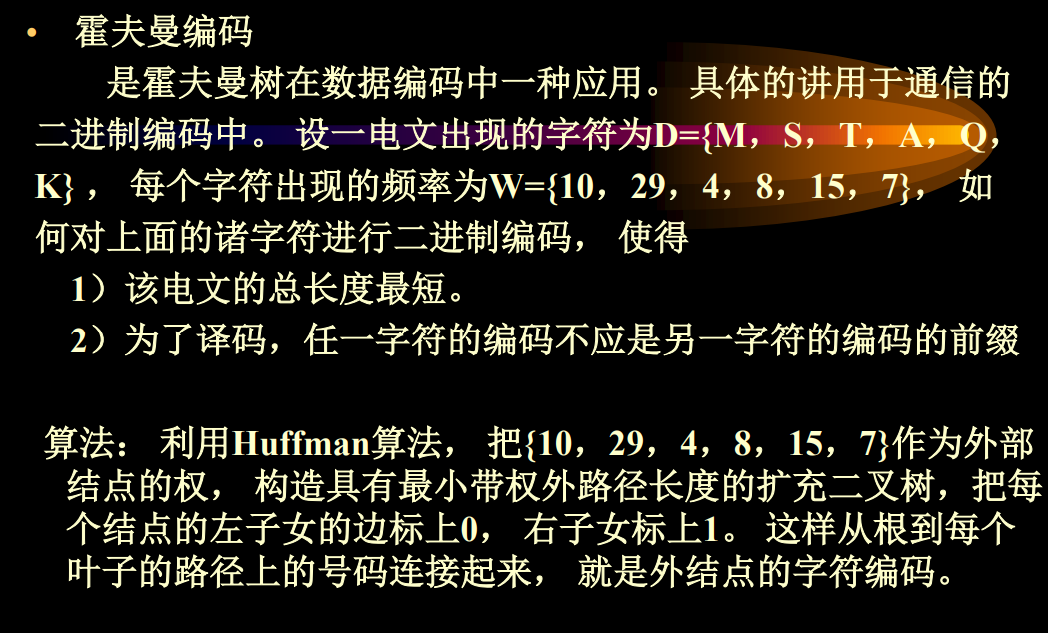 • 霍夫曼编码
是霍夫曼树在数据编码中一种应用。 具体的讲用于通信的
二进制编码中。 设一电文出现的字符为D={M，S，T，A，Q，
K} ， 每个字符出现的频率为W={10，29，4，8，15，7}， 如
何对上面的诸字符进行二进制编码， 使得
1）该电文的总长度最短。
2）为了译码，任一字符的编码不应是另一字符的编码的前缀
算法： 利用Huffman算法， 把{10，29，4，8，15，7}作为外部
结点的权， 构造具有最小带权外路径长度的扩充二叉树，把每
个结点的左子女的边标上0， 右子女标上1。 这样从根到每个
叶子的路径上的号码连接起来， 就是外结点的字符编码。